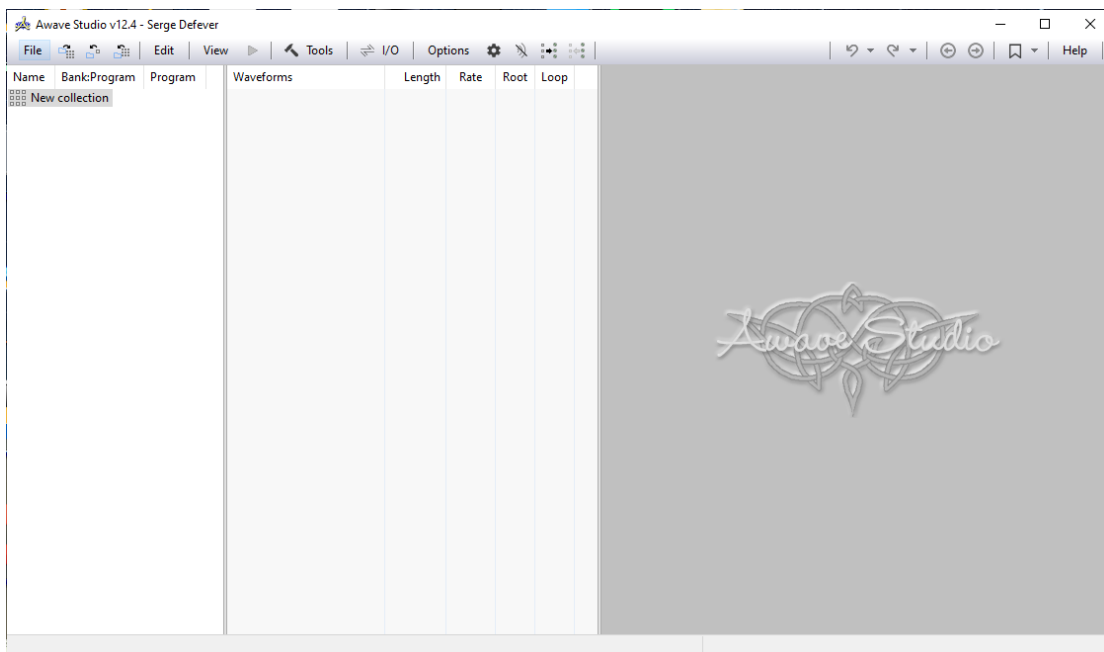 Awave Studio v12.4 - Serge Defever
File Edit View Tools I/O Options Help
Name Bank:Program Program Waveforms Length Rate Root Loop
New collection
Awave Studio